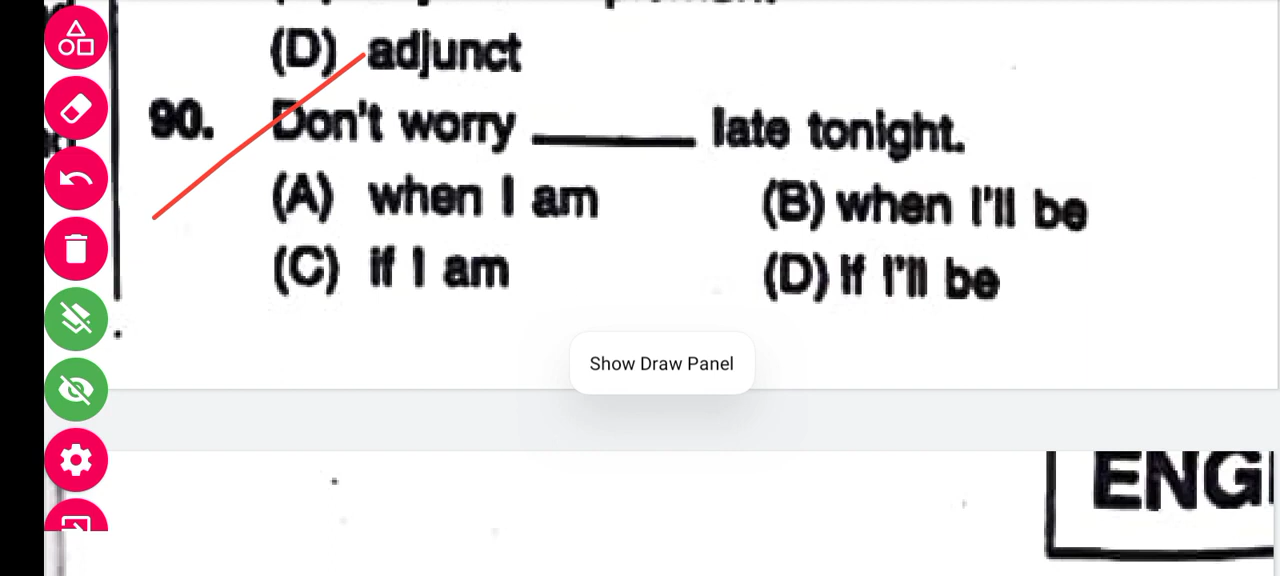 (D) adjunct
90. Don't worry ______ late tonight.
(A) when I am (B) when I'll be
(C) if I am (D) if I'll be
Show Draw Panel